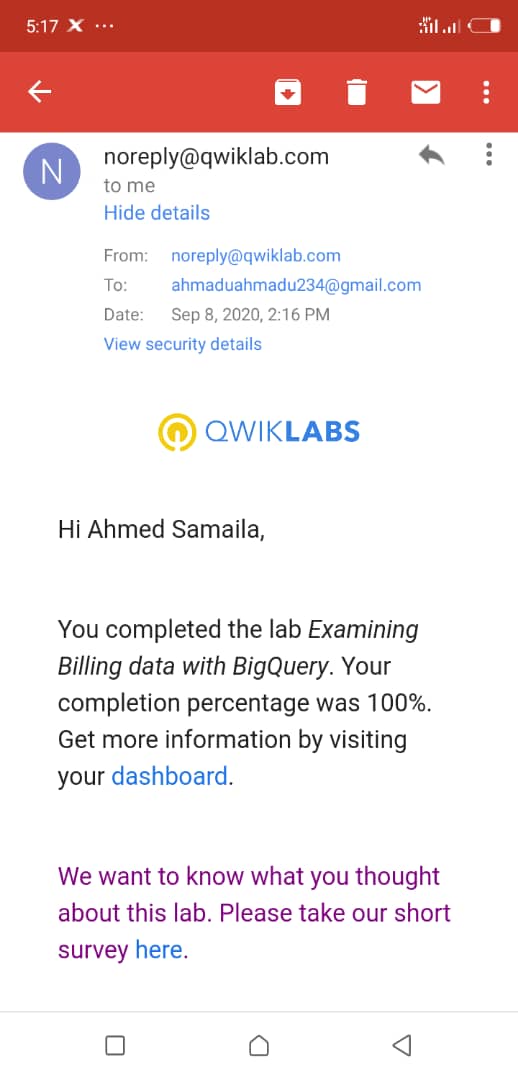 5:17 X ...
N
noreply@qwiklab.com
to me
Hide details
From: noreply@qwiklab.com
To: ahmaduahmadu234@gmail.com
Date: Sep 8, 2020, 2:16 PM
View security details
QWIKLABS
Hi Ahmed Samaila,
You completed the lab Examining
Billing data with BigQuery. Your
completion percentage was 100%.
Get more information by visiting
your dashboard.
We want to know what you thought
about this lab. Please take our short
survey here.